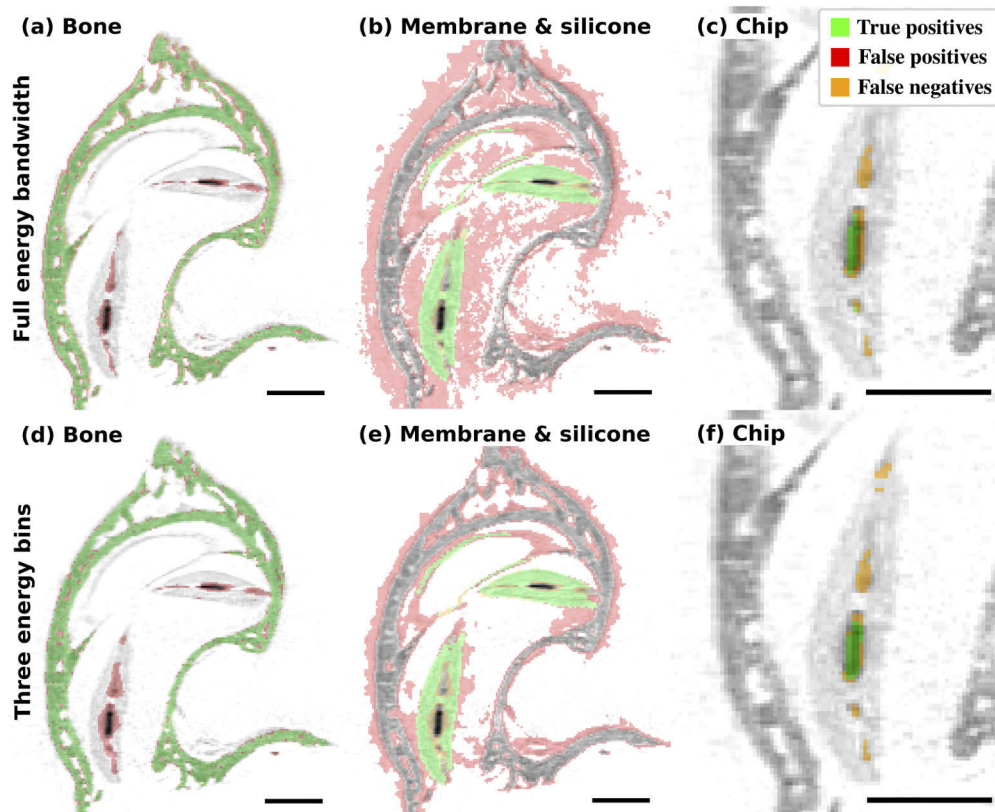 (a) Bone
(b) Membrane & silicone
(c) Chip
True positives
False positives
False negatives
Full energy bandwidth
(d) Bone
(e) Membrane & silicone
(f) Chip
Three energy bins